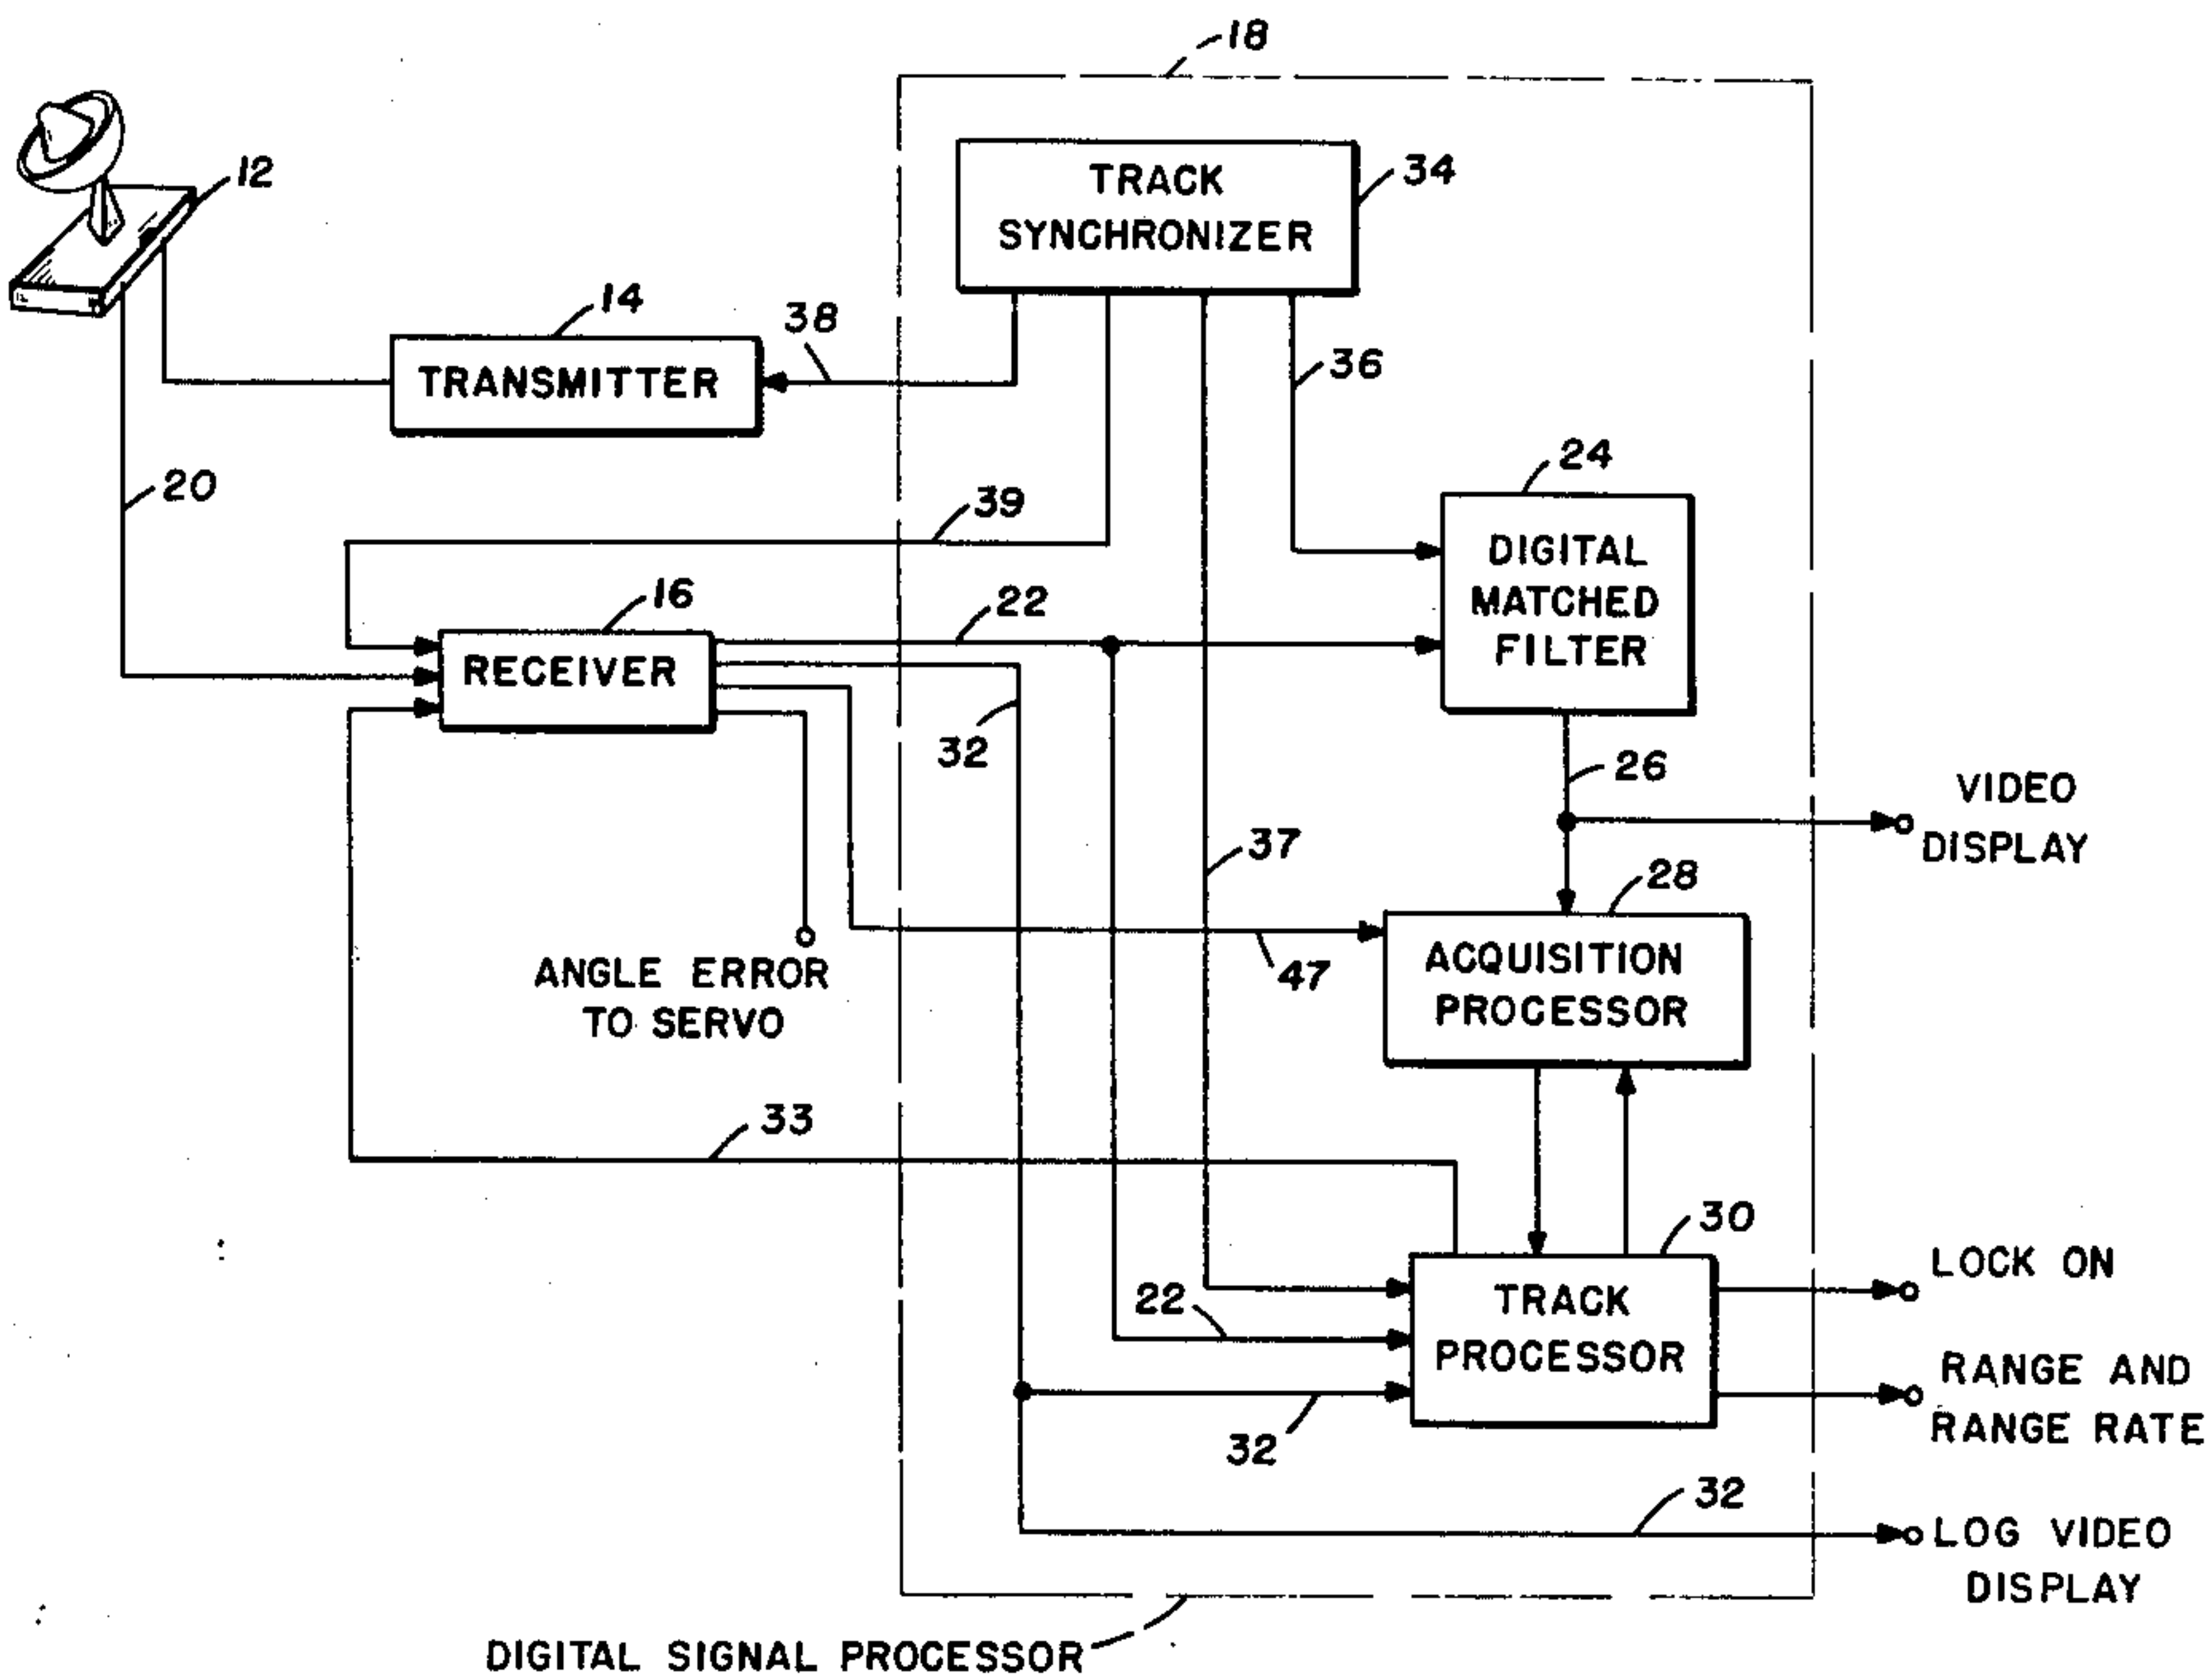 18
12
TRACK
SYNCHRONIZER
34
14
38
TRANSMITTER
36
20
24
39
DIGITAL
MATCHED
FILTER
16
22
RECEIVER
32
26
VIDEO
DISPLAY
37
28
ANGLE ERROR
TO SERVO
47
ACQUISITION
PROCESSOR
33
30
LOCK ON
22
TRACK
PROCESSOR
RANGE AND
RANGE RATE
32
32
LOG VIDEO
DISPLAY
DIGITAL SIGNAL PROCESSOR